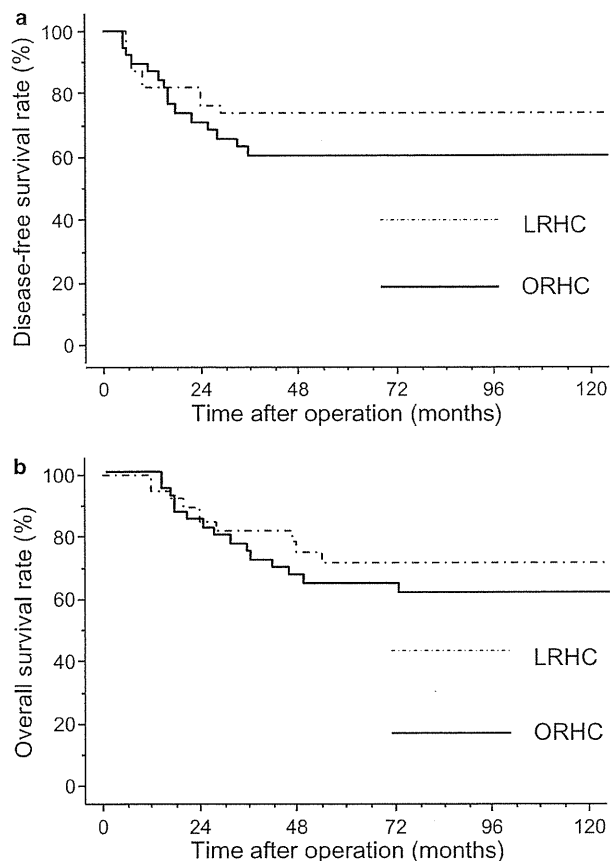 a
Disease-free survival rate (%)
100
80
60
40
20
0
LRHC
ORHC
0 24 48 72 96 120
Time after operation (months)
b
Overall survival rate (%)
100
80
60
40
20
0
LRHC
ORHC
0 24 48 72 96 120
Time after operation (months)